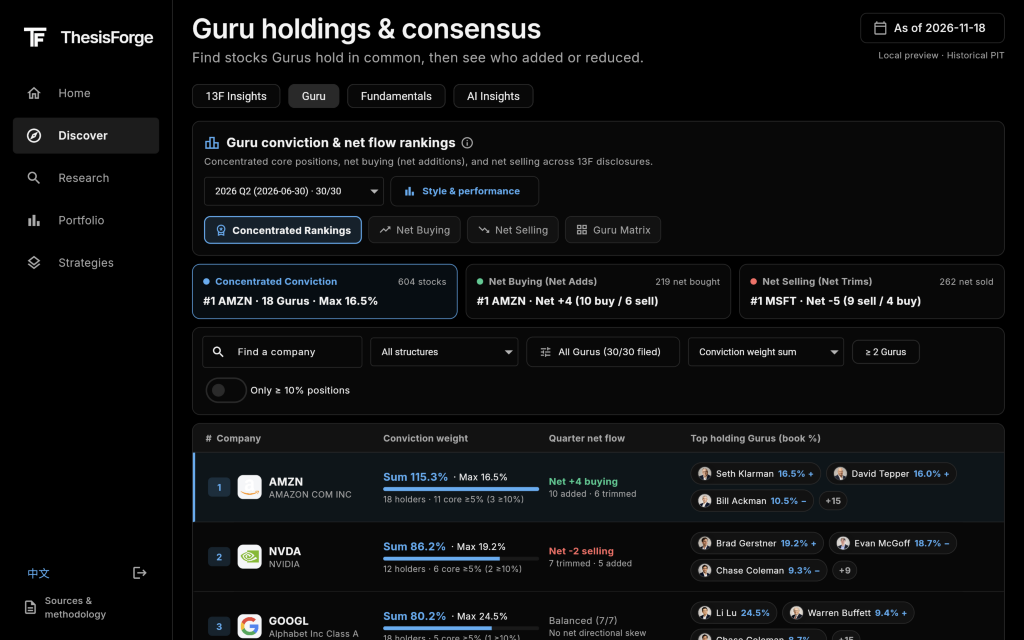 TF ThesisForge
Home
Discover
Research
Portfolio
Strategies
中文
Sources &
methodology
Guru holdings & consensus
Find stocks Gurus hold in common, then see who added or reduced.
As of 2026-11-18
Local preview · Historical PIT
13F Insights
Guru
Fundamentals
AI Insights
Guru conviction & net flow rankings
Concentrated core positions, net buying (net additions), and net selling across 13F disclosures.
2026 Q2 (2026-06-30) · 30/30
Style & performance
Concentrated Rankings
Net Buying
Net Selling
Guru Matrix
Concentrated Conviction 604 stocks
#1 AMZN · 18 Gurus · Max 16.5%
Net Buying (Net Adds) 219 net bought
#1 AMZN · Net +4 (10 buy / 6 sell)
Net Selling (Net Trims) 262 net sold
#1 MSFT · Net -5 (9 sell / 4 buy)
Find a company
All structures
All Gurus (30/30 filed)
Conviction weight sum
≥ 2 Gurus
Only ≥ 10% positions
# Company Conviction weight Quarter net flow Top holding Gurus (book %)
1
AMZN
AMAZON COM INC
Sum 115.3% · Max 16.5%
18 holders · 11 core ≥5% (3 ≥10%)
Net +4 buying
10 added · 6 trimmed
Seth Klarman 16.5% +
David Tepper 16.0% +
Bill Ackman 10.5% −
+15
2
NVDA
NVIDIA
Sum 86.2% · Max 19.2%
12 holders · 6 core ≥5% (2 ≥10%)
Net -2 selling
7 trimmed · 5 added
Brad Gerstner 19.2% +
Evan McGoff 18.7% −
Chase Coleman 9.3% −
+9
3
GOOGL
Alphabet Inc Class A
Sum 80.2% · Max 24.5%
18 holders · 5 core ≥5% (1 ≥10%)
Balanced (7/7)
No net directional skew
Li Lu 24.5%
Warren Buffett 9.4% +
Chase Coleman 8.7%
+15